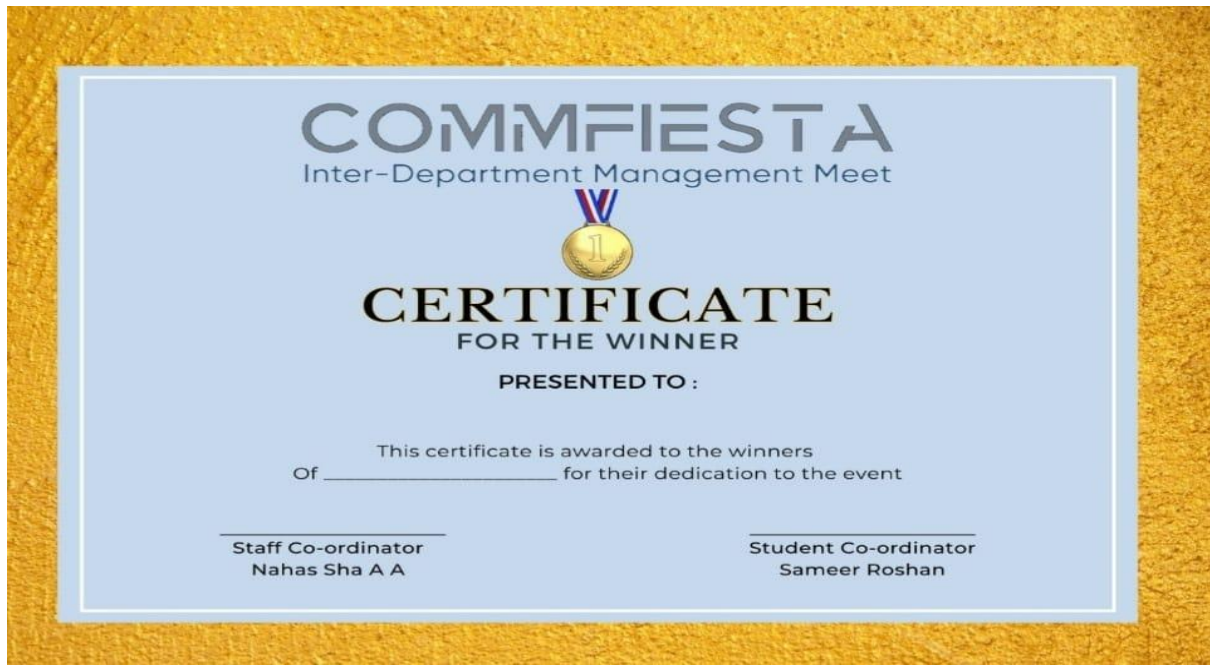 COMMFIESTA
Inter-Department Management Meet
1
CERTIFICATE
FOR THE WINNER
PRESENTED TO :
This certificate is awarded to the winners
Of ______________________ for their dedication to the event
Staff Co-ordinator
Nahas Sha A A
Student Co-ordinator
Sameer Roshan